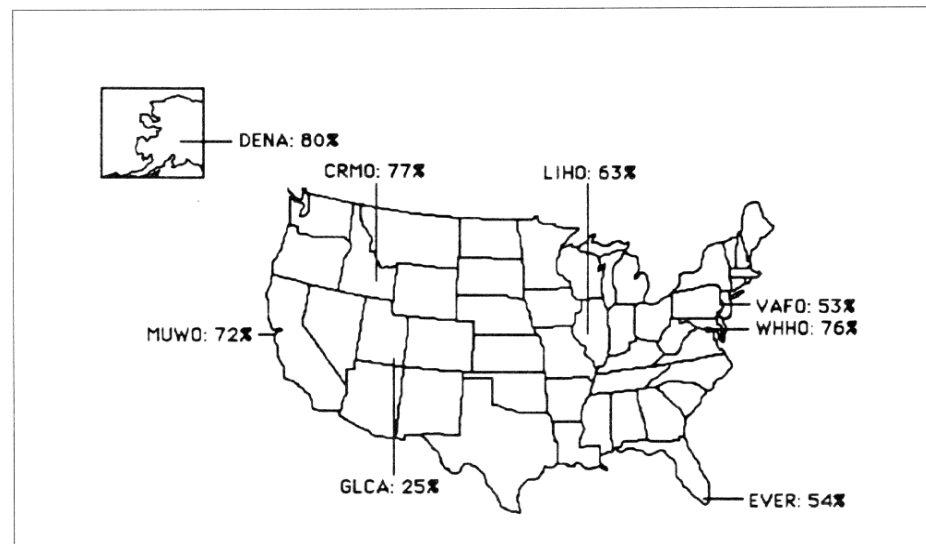 DENA: 80%
CRMO: 77%
LIHO: 63%
VAFO: 53%
MUWO: 72%
WHHO: 76%
GLCA: 25%
EVER: 54%